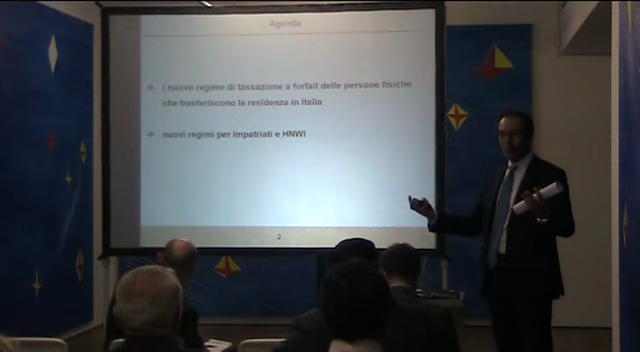 Agenda
I nuovo regime di tassazione a forfait delle persone fisiche
che trasferiscono la residenza in Italia
nuovi regimi per Impatriati e HNWI
2